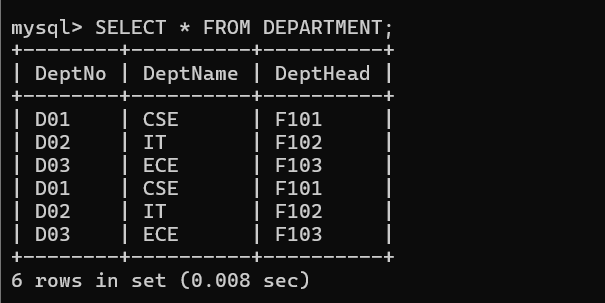 mysql> SELECT * FROM DEPARTMENT;
+--------+----------+----------+
| DeptNo | DeptName | DeptHead |
+--------+----------+----------+
| D01    | CSE      | F101     |
| D02    | IT       | F102     |
| D03    | ECE      | F103     |
| D01    | CSE      | F101     |
| D02    | IT       | F102     |
| D03    | ECE      | F103     |
+--------+----------+----------+
6 rows in set (0.008 sec)